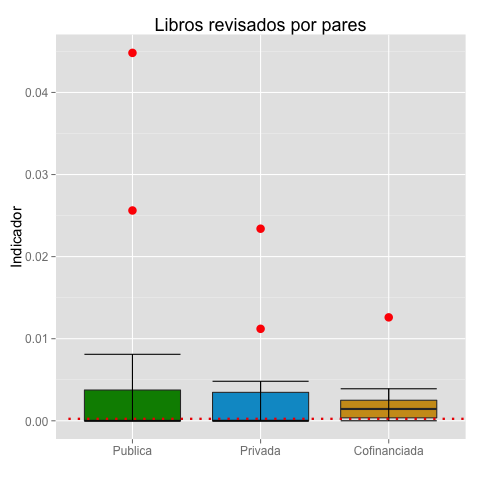 Libros revisados por pares
Indicador
0.04
0.03
0.02
0.01
0.00
Publica
Privada
Cofinanciada